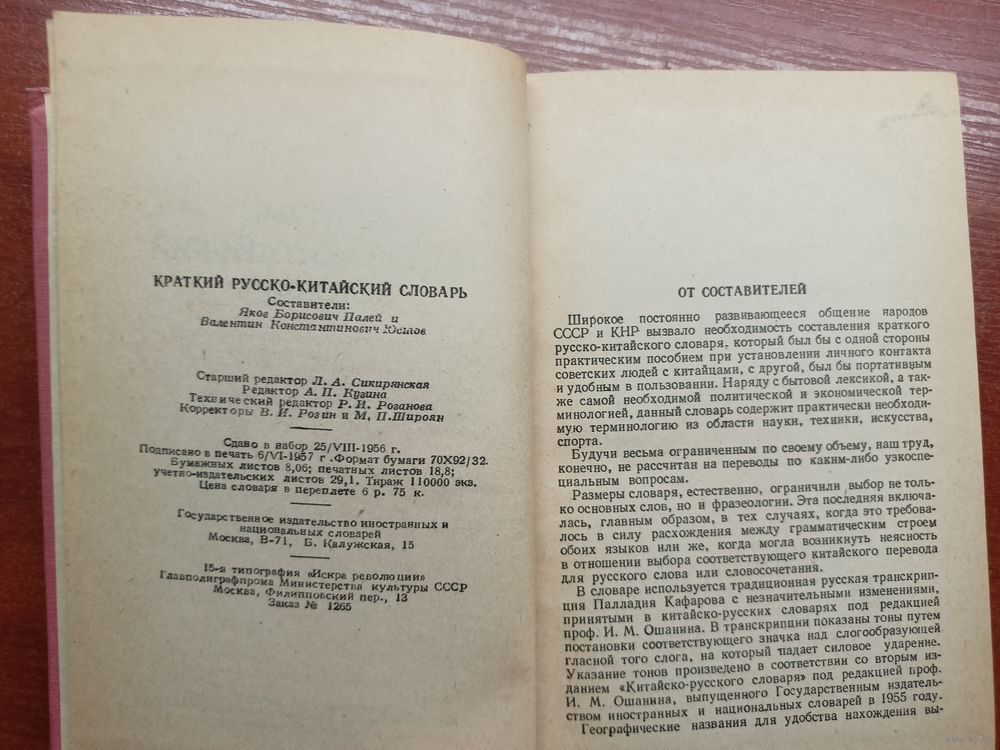 КРАТКИЙ РУССКО-КИТАЙСКИЙ СЛОВАРЬ
Составители:
Яков Борисович Палей и
Валентин Константинович Юстов
Старший редактор Л. А. Сикирянская
Редактор А. П. Кузина
Технический редактор Р. И. Розанова
Корректоры В. И. Розин и М. П. Широян
Сдано в набор 25/VIII-1956 г.
Подписано в печать 6/VI-1957 г. Формат бумаги 70X92/32.
Бумажных листов 8,06; печатных листов 18,8;
учетно-издательских листов 29,1. Тираж 110000 экз.
Цена словаря в переплете 6 р. 75 к.
Государственное издательство иностранных и
национальных словарей
Москва, В-71, Б. Калужская, 15
15-я типография «Искра революции»
Главполиграфпрома Министерства культуры СССР
Москва, Филипповский пер., 13
Заказ № 1265
ОТ СОСТАВИТЕЛЕЙ
Широкое постоянно развивающееся общение народов
СССР и КНР вызвало необходимость составления краткого
русско-китайского словаря, который был бы с одной стороны
практическим пособием при установлении личного контакта
советских людей с китайцами, с другой, был бы портативным
и удобным в пользовании. Наряду с бытовой лексикой, а так-
же самой необходимой политической и экономической тер-
минологией, данный словарь содержит практически необходи-
мую терминологию из области науки, техники, искусства,
спорта.
Будучи весьма ограниченным по своему объему, наш труд,
конечно, не рассчитан на переводы по каким-либо узкоспе-
циальным вопросам.
Размеры словаря, естественно, ограничили выбор не толь-
ко основных слов, но и фразеологии. Эта последняя включа-
лась, главным образом, в тех случаях, когда это требова-
лось в силу расхождения между грамматическим строем
обоих языков или же, когда могла возникнуть неясность
в отношении выбора соответствующего китайского перевода
для русского слова или словосочетания.
В словаре используется традиционная русская транскрип-
ция Палладия Кафарова с незначительными изменениями,
принятыми в китайско-русских словарях под редакцией
проф. И. М. Ошанина. В транскрипции показаны тоны путем
постановки соответствующего значка над слогообразующей
гласной того слога, на который падает силовое ударение.
Указание тонов произведено в соответствии со вторым из-
данием «Китайско-русского словаря» под редакцией проф.
И. М. Ошанина, выпущенного Государственным издатель-
ством иностранных и национальных словарей в 1955 году.
Географические названия для удобства нахождения вы-